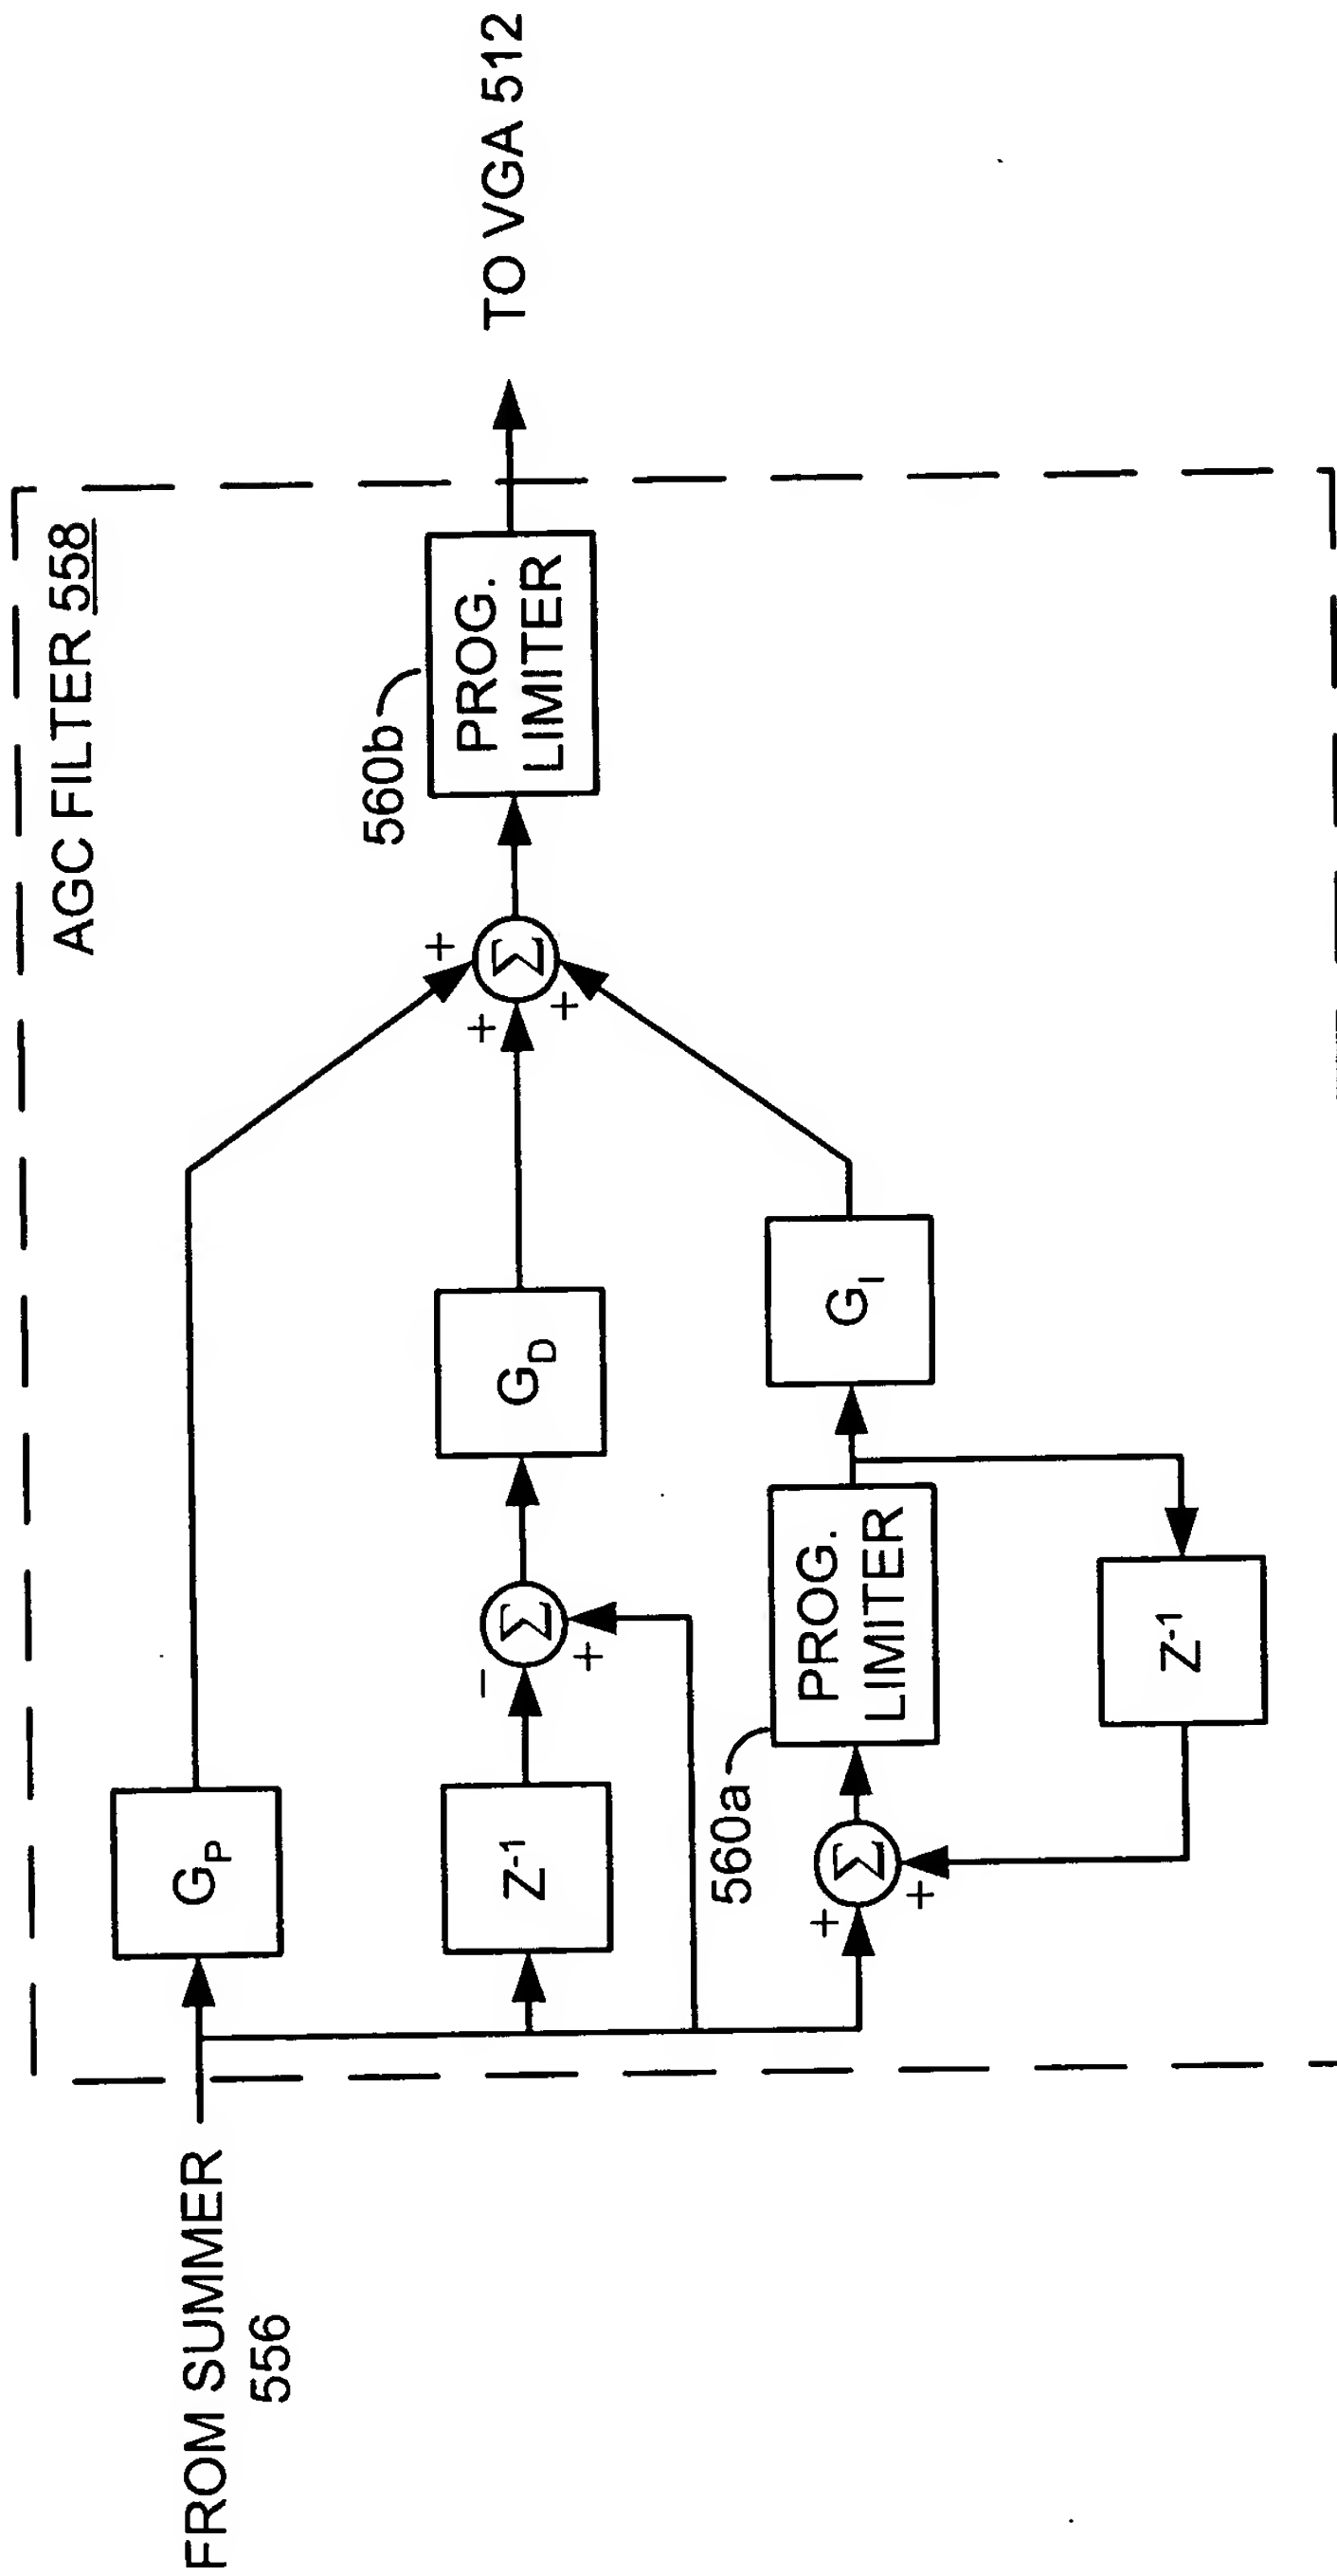 AGC FILTER 558
FROM SUMMER
556
G_P
Z^-1
Σ
-
+
G_D
+
+
Σ
560a
PROG.
LIMITER
Z^-1
G_I
+
+
+
Σ
560b
PROG.
LIMITER
TO VGA 512